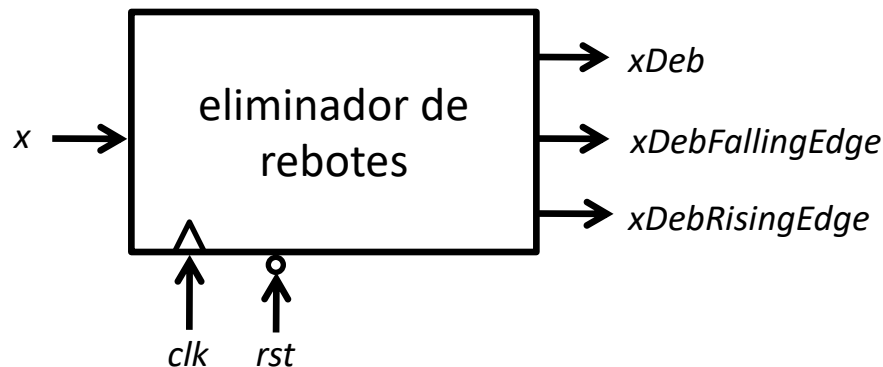 x
eliminador de
rebotes
xDeb
xDebFallingEdge
xDebRisingEdge
clk
rst